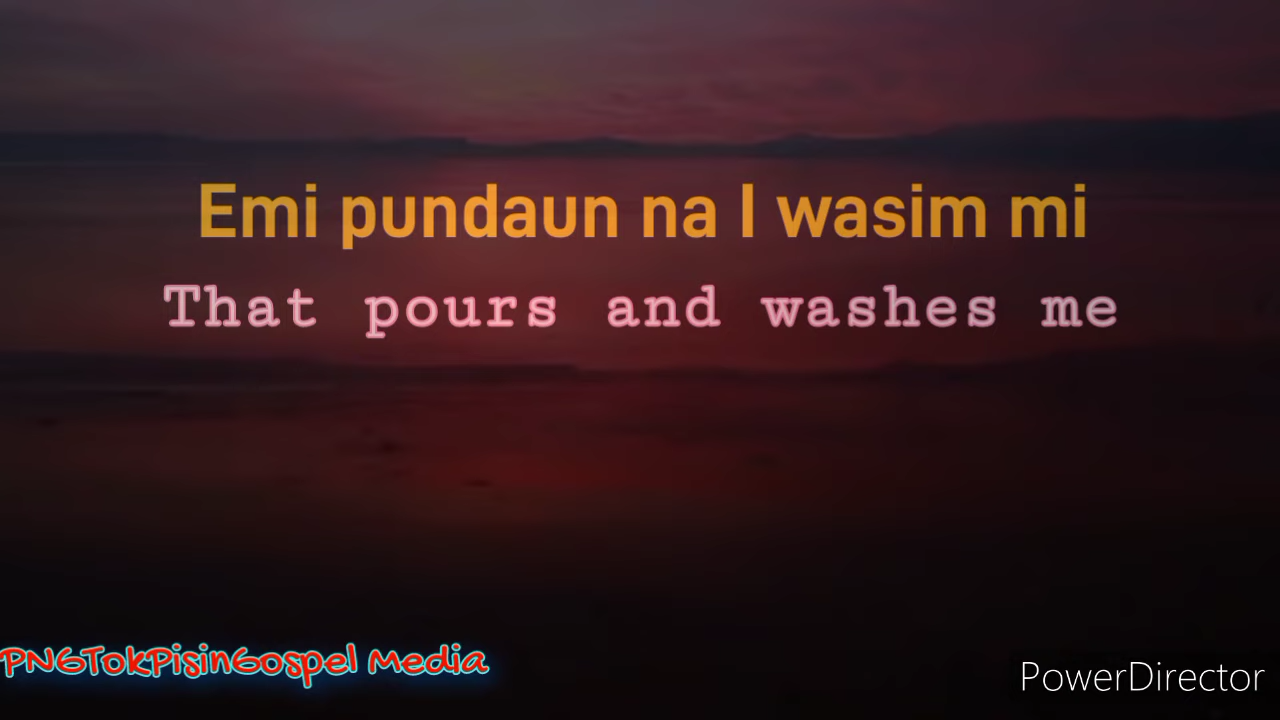 Emi pundaun na I wasim mi
That pours and washes me
PNGTokPisinGospel Media
PowerDirector